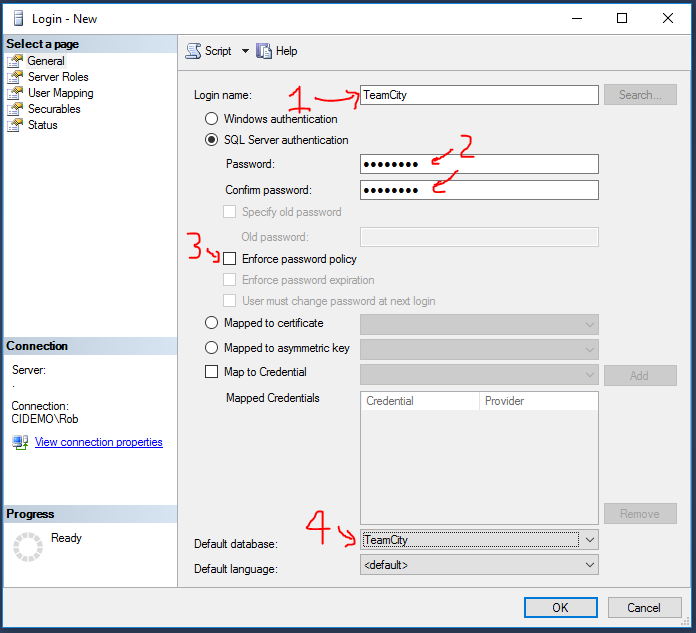 Login - New
Select a page
General
Server Roles
User Mapping
Securables
Status
Script Help
Login name: 1 TeamCity Search...
Windows authentication
SQL Server authentication
Password: ●●●●●●●● 2
Confirm password: ●●●●●●●●
Specify old password
Old password:
3 Enforce password policy
Enforce password expiration
User must change password at next login
Mapped to certificate
Mapped to asymmetric key
Map to Credential Add
Mapped Credentials Credential Provider
Remove
Default database: 4 TeamCity
Default language: <default>
Connection
Server:
.
Connection:
CIDEMO\Rob
View connection properties
Progress
Ready
OK Cancel